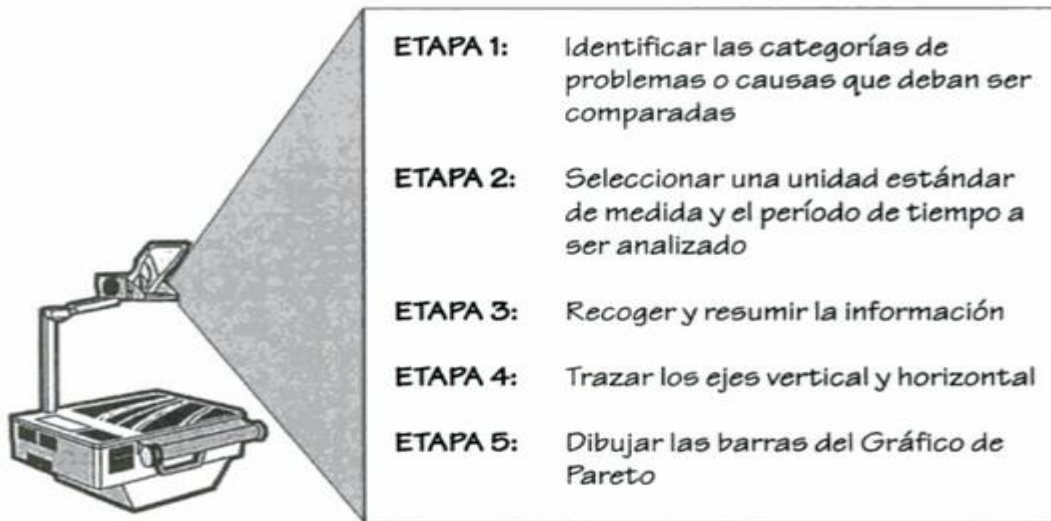 ETAPA 1: Identificar las categorías de
problemas o causas que deban ser
comparadas
ETAPA 2: Seleccionar una unidad estándar
de medida y el período de tiempo a
ser analizado
ETAPA 3: Recoger y resumir la información
ETAPA 4: Trazar los ejes vertical y horizontal
ETAPA 5: Dibujar las barras del Gráfico de
Pareto